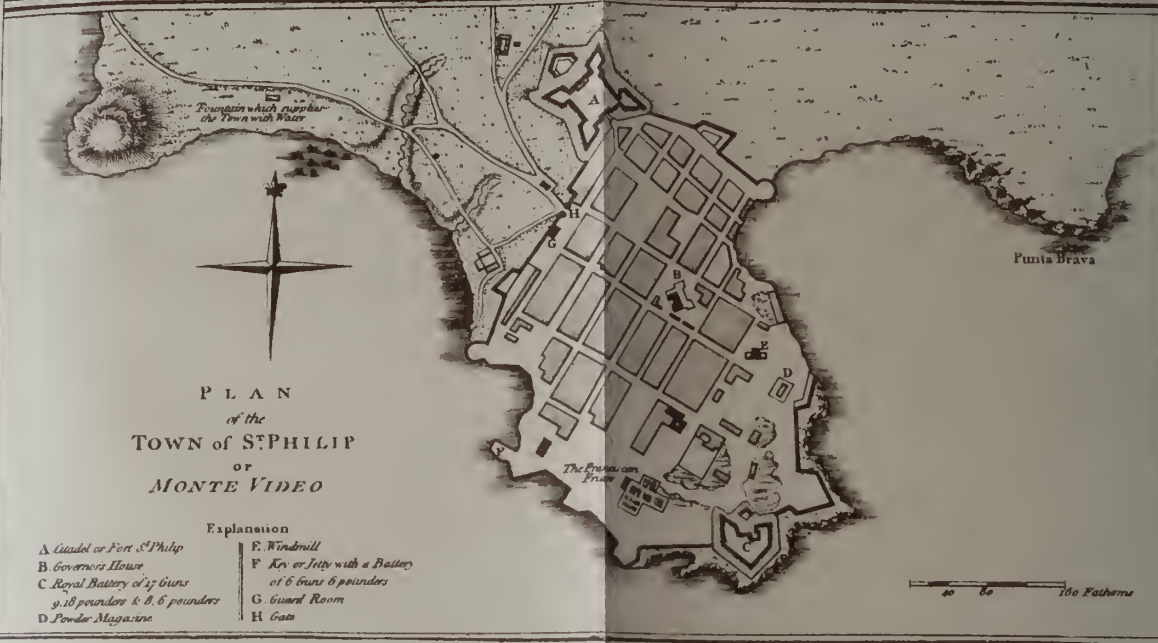 Fountain which supplies
the Town with Water
A
H
G
B
Punta Brava
E
D
PLAN
of the
TOWN of S.T PHILIP
OR
MONTE VIDEO
F
The Franciscan
C
Explanation
A Citadel or Fort S.t Philip
B. Governor's House
C. Royal Battery of 17 Guns
9.18 pounders & 8.6 pounders
D. Powder Magazine
E. Windmill
F Key or Jetty with a Battery
of 6 Guns 6 pounders
G. Guard Room
H Gate
40 80 160 Fathoms